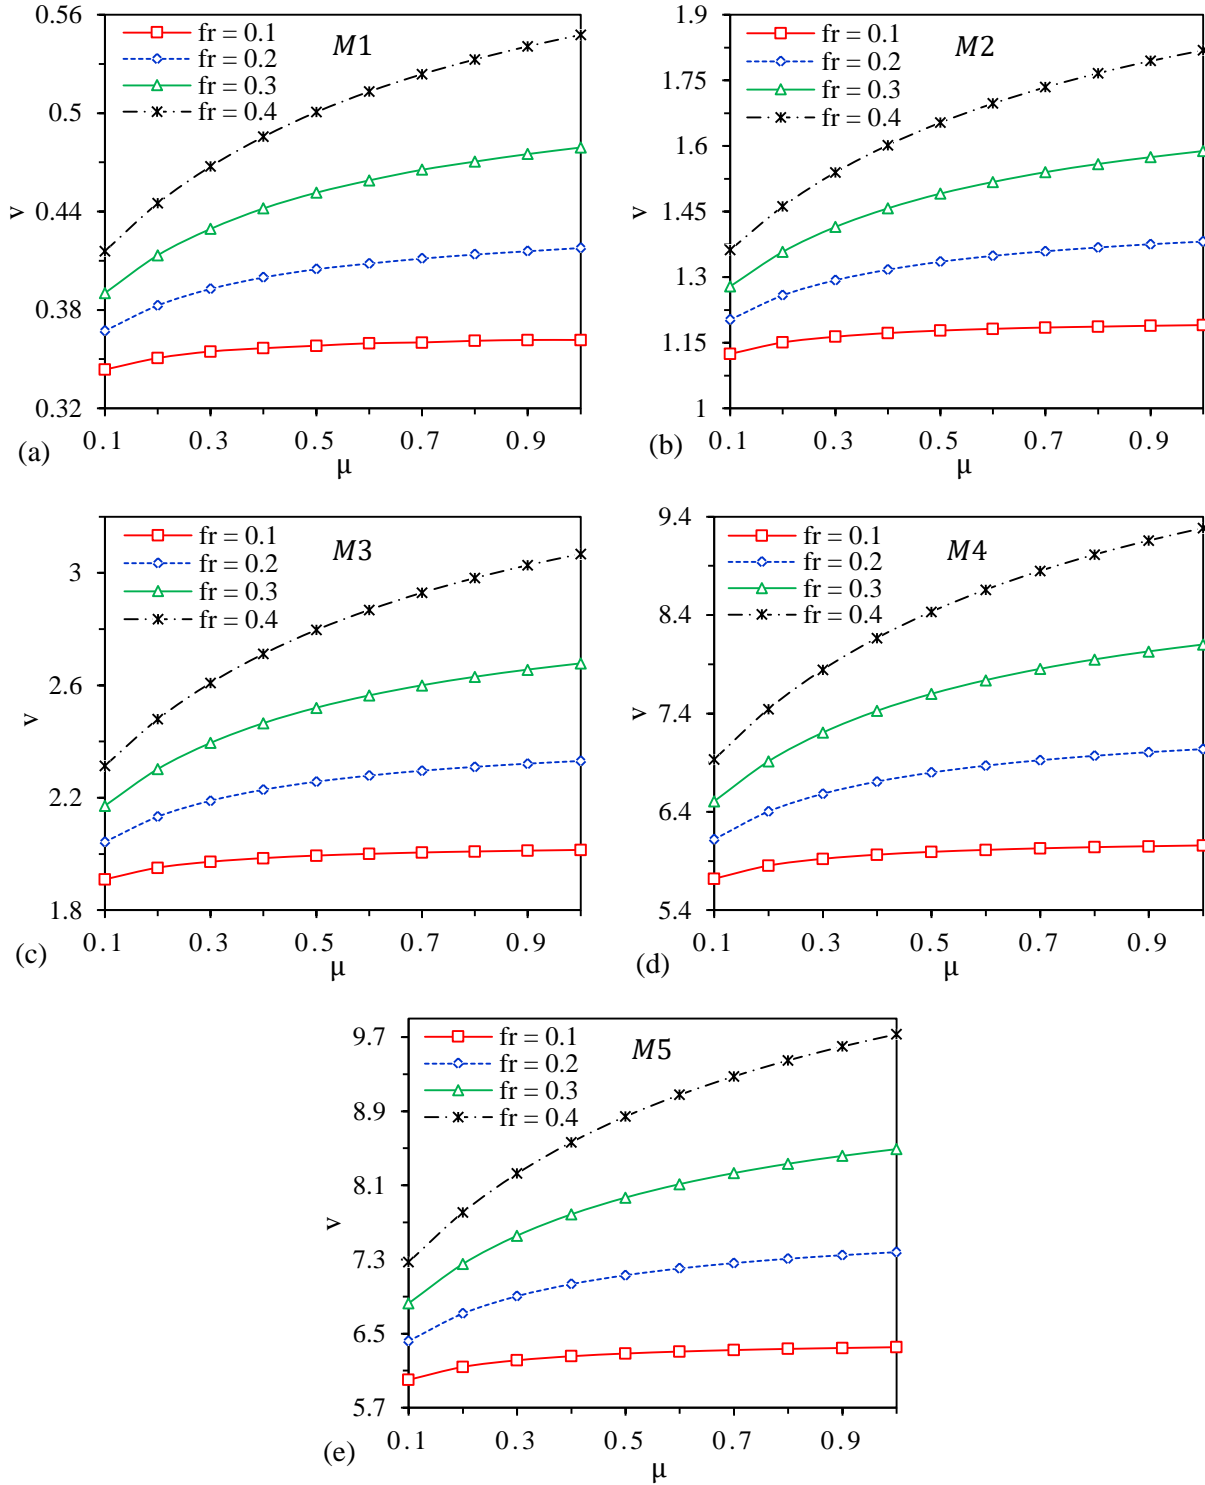 0.56
0.5
0.44
0.38
0.32
v
fr = 0.1
fr = 0.2
fr = 0.3
fr = 0.4
M1
0.1 0.3 0.5 0.7 0.9
(a)
μ
1.9
1.75
1.6
1.45
1.3
1.15
1
v
fr = 0.1
fr = 0.2
fr = 0.3
fr = 0.4
M2
0.1 0.3 0.5 0.7 0.9
(b)
μ
3
2.6
2.2
1.8
v
fr = 0.1
fr = 0.2
fr = 0.3
fr = 0.4
M3
0.1 0.3 0.5 0.7 0.9
(c)
μ
9.4
8.4
7.4
6.4
5.4
v
fr = 0.1
fr = 0.2
fr = 0.3
fr = 0.4
M4
0.1 0.3 0.5 0.7 0.9
(d)
μ
9.7
8.9
8.1
7.3
6.5
5.7
v
fr = 0.1
fr = 0.2
fr = 0.3
fr = 0.4
M5
0.1 0.3 0.5 0.7 0.9
(e)
μ